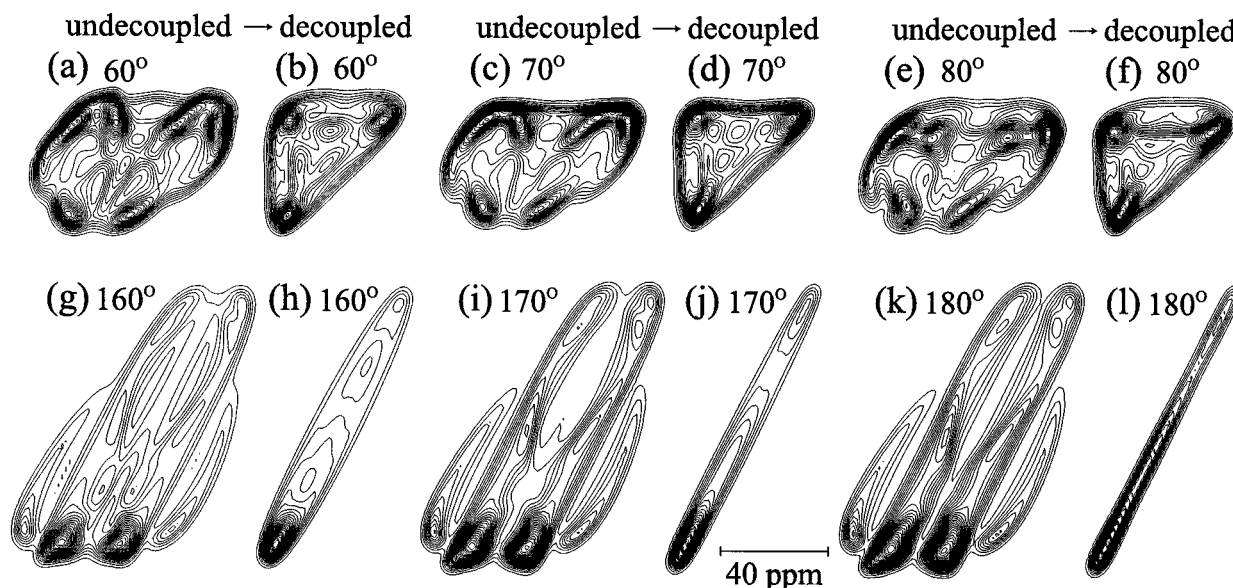 undecoupled → decoupled undecoupled → decoupled undecoupled → decoupled
(a) 60° (b) 60° (c) 70° (d) 70° (e) 80° (f) 80°
(g) 160° (h) 160° (i) 170° (j) 170° (k) 180° (l) 180°
40 ppm